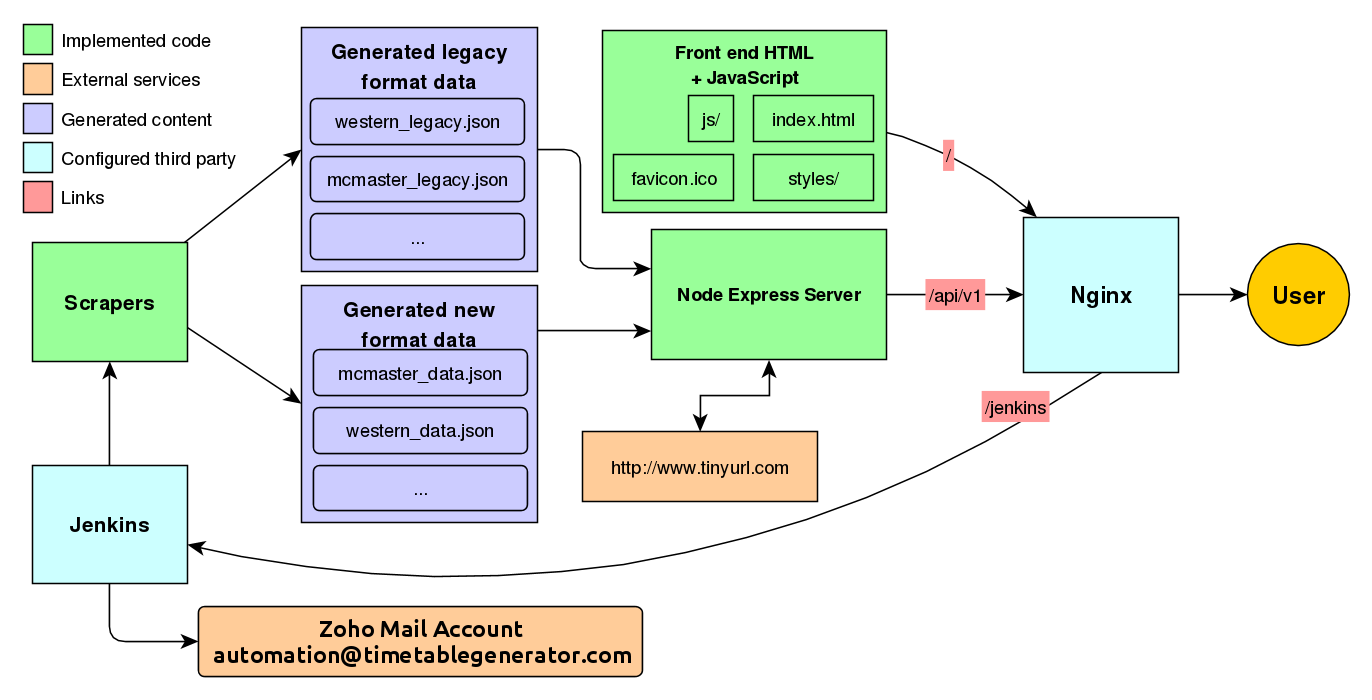 Implemented code
External services
Generated content
Configured third party
Links
Scrapers
Jenkins
Generated legacy
format data
western_legacy.json
mcmaster_legacy.json
...
Generated new
format data
mcmaster_data.json
western_data.json
...
Front end HTML
+ JavaScript
js/
index.html
favicon.ico
styles/
Node Express Server
http://www.tinyurl.com
/
/api/v1
/jenkins
Nginx
User
Zoho Mail Account
automation@timetablegenerator.com